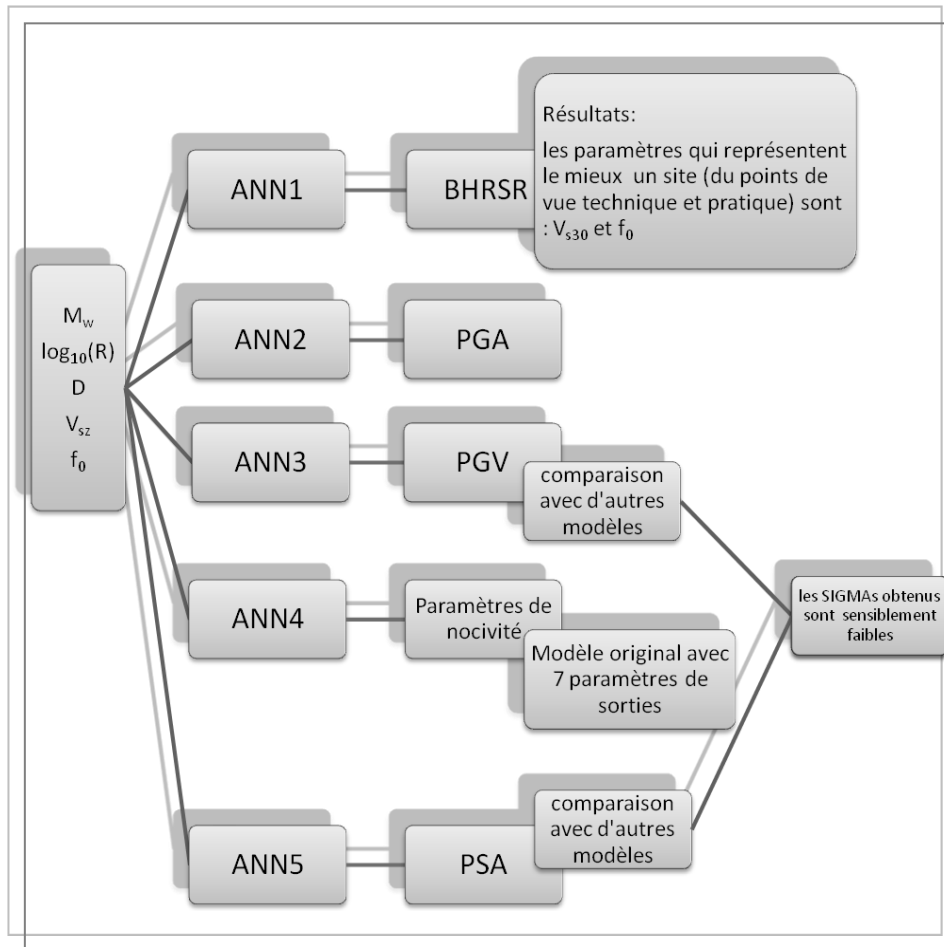 Résultats:
les paramètres qui représentent
le mieux un site (du points de
vue technique et pratique) sont
: Vs30 et f0
ANN1
BHRSR
Mw
log10(R)
D
Vsz
f0
ANN2
PGA
ANN3
PGV
comparaison
avec d'autres
modèles
ANN4
Paramètres de
nocivité
Modèle original avec
7 paramètres de
sorties
les SIGMAs obtenus
sont sensiblement
faibles
ANN5
PSA
comparaison
avec d'autres
modèles